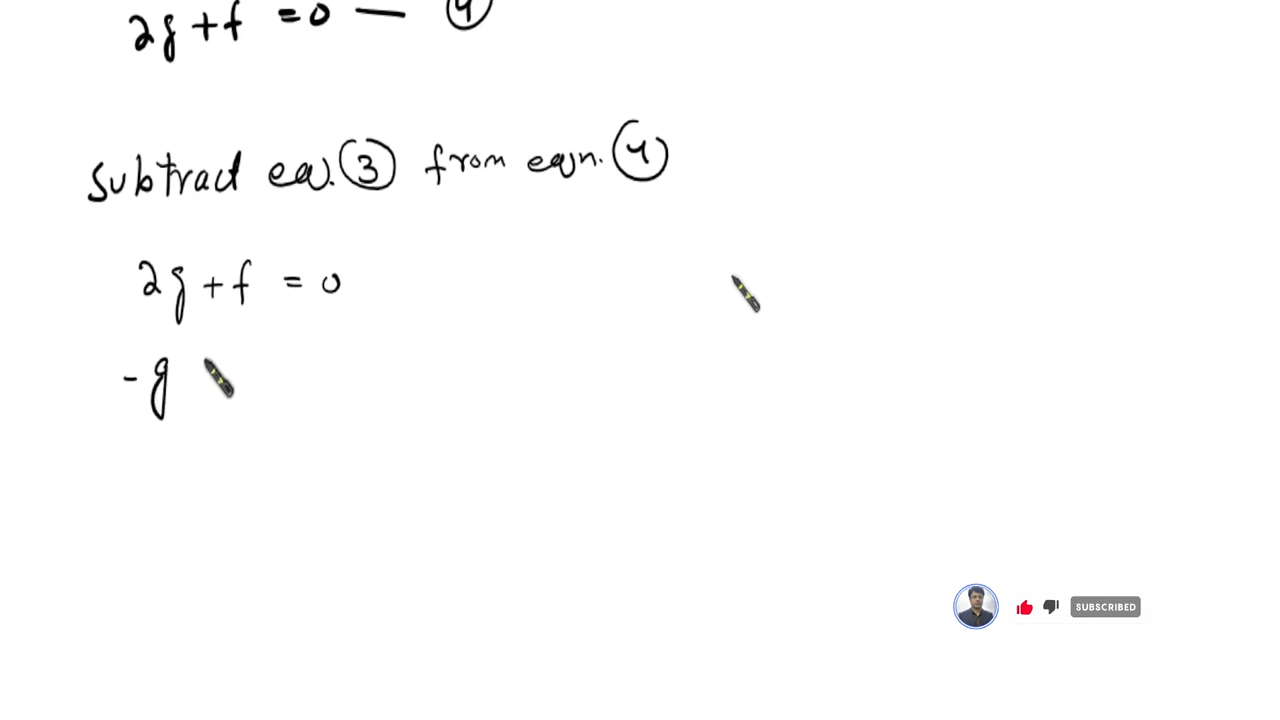 2g + f = 0 — ④
subtract eq. ③ from eqn. ④
2g + f = 0
- g
SUBSCRIBED